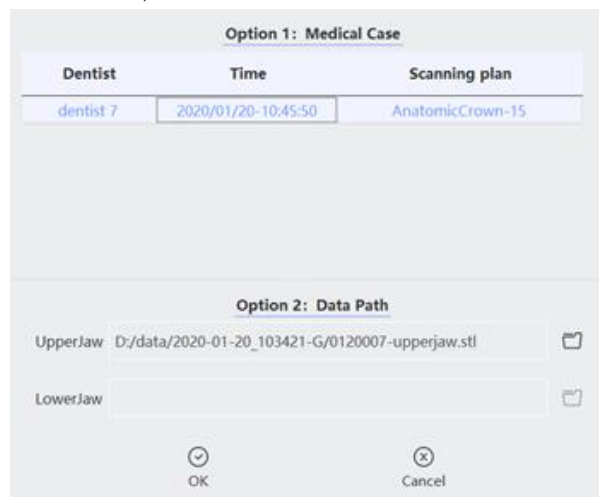 Option 1: Medical Case
Dentist Time Scanning plan
dentist 7 2020/01/20-10:45:50 AnatomicCrown-15
Option 2: Data Path
UpperJaw D:/data/2020-01-20_103421-G/0120007-upperjaw.stl
LowerJaw
OK Cancel